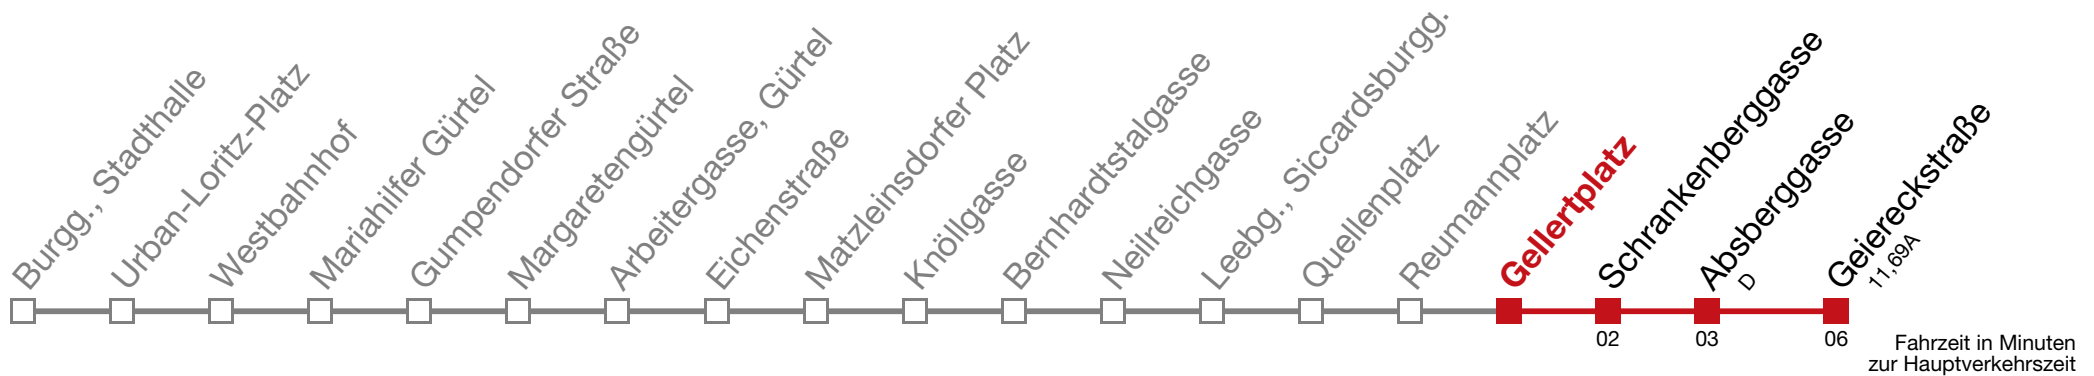 Burgg., Stadthalle
Urban-Loritz-Platz
Westbahnhof
Mariahilfer Gürtel
Gumpendorfer Straße
Margaretengürtel
Arbeitergasse, Gürtel
Eichenstraße
Matzleinsdorfer Platz
Knöllgasse
Bernhardtstalgasse
Neilreichgasse
Leebg., Siccardsburgg.
Quellenplatz
Reumannplatz
Gellertplatz
Schrankenberggasse
Absberggasse
D
Geiereckstraße
11,69A
02
03
06
Fahrzeit in Minuten
zur Hauptverkehrszeit